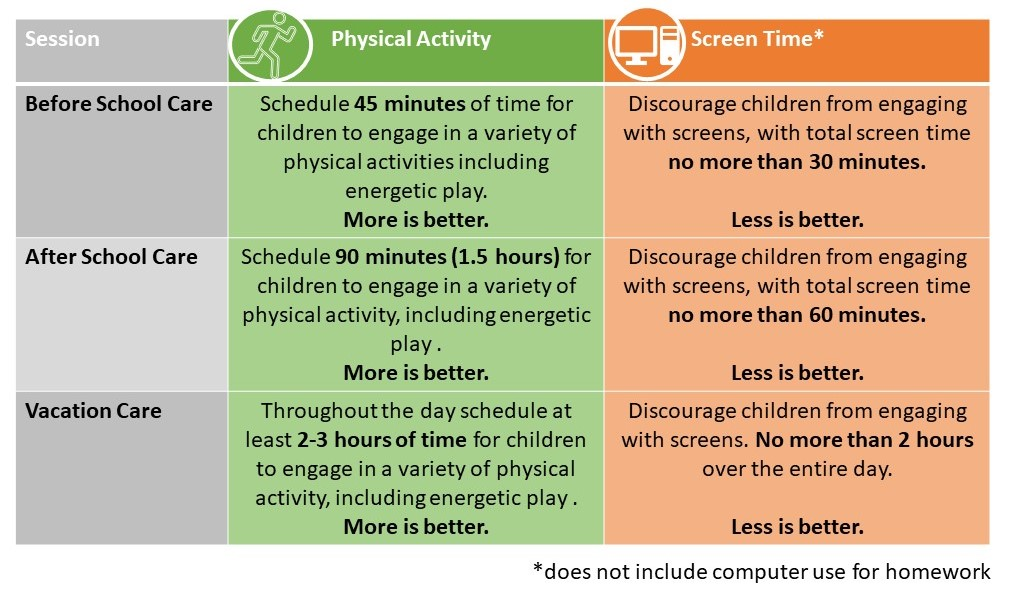 Session
Physical Activity
Screen Time*
Before School Care
Schedule 45 minutes of time for
children to engage in a variety of
physical activities including
energetic play.
More is better.
Discourage children from engaging
with screens, with total screen time
no more than 30 minutes.
Less is better.
After School Care
Schedule 90 minutes (1.5 hours) for
children to engage in a variety of
physical activity, including energetic
play .
More is better.
Discourage children from engaging
with screens, with total screen time
no more than 60 minutes.
Less is better.
Vacation Care
Throughout the day schedule at
least 2-3 hours of time for children
to engage in a variety of physical
activity, including energetic play .
More is better.
Discourage children from engaging
with screens. No more than 2 hours
over the entire day.
Less is better.
*does not include computer use for homework